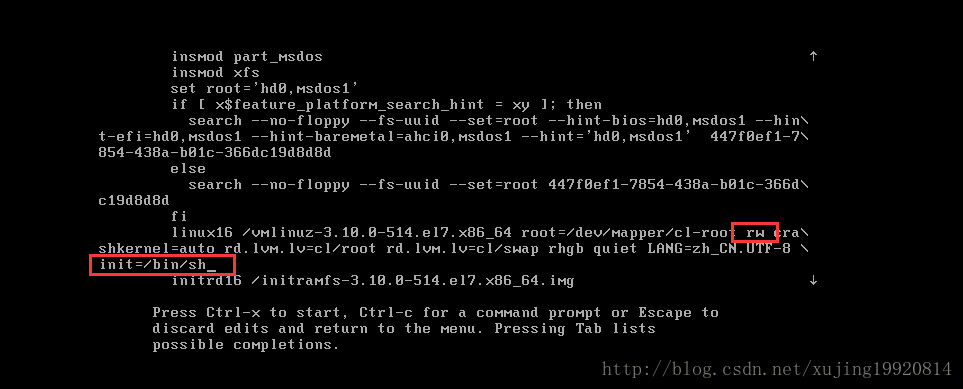 insmod part_msdos ↑
insmod xfs
set root='hd0,msdos1'
if [ x$feature_platform_search_hint = xy ]; then
search --no-floppy --fs-uuid --set=root --hint-bios=hd0,msdos1 --hin\
t-efi=hd0,msdos1 --hint-baremetal=ahci0,msdos1 --hint='hd0,msdos1'  447f0ef1-7\
854-438a-b01c-366dc19d8d8d
else
search --no-floppy --fs-uuid --set=root 447f0ef1-7854-438a-b01c-366d\
c19d8d8d
fi
linux16 /vmlinuz-3.10.0-514.el7.x86_64 root=/dev/mapper/cl-root rw cra\
shkernel=auto rd.lvm.lv=cl/root rd.lvm.lv=cl/swap rhgb quiet LANG=zh_CN.UTF-8 \
init=/bin/sh_
initrd16 /initramfs-3.10.0-514.el7.x86_64.img ↓
Press Ctrl-x to start, Ctrl-c for a command prompt or Escape to
discard edits and return to the menu. Pressing Tab lists
possible completions.
http://blog.csdn.net/xujing19920814